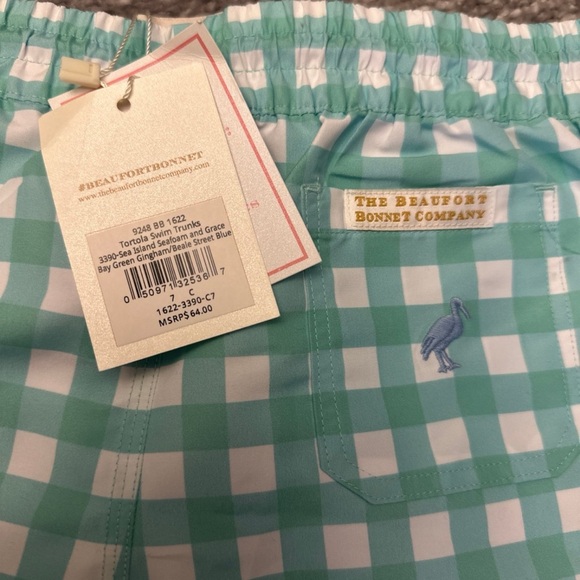 #BEAUFORTBONNET
www.thebeaufortbonnetcompany.com
9248 BB 1622
Tortola Swim Trunks
3390-Sea Island Seafoam and Grace
Bay Green Gingham/Beale Street Blue
0 50971 32536 7
7 C
1622-3390-C7
MSRP$ 64.00
THE BEAUFORT
BONNET COMPANY